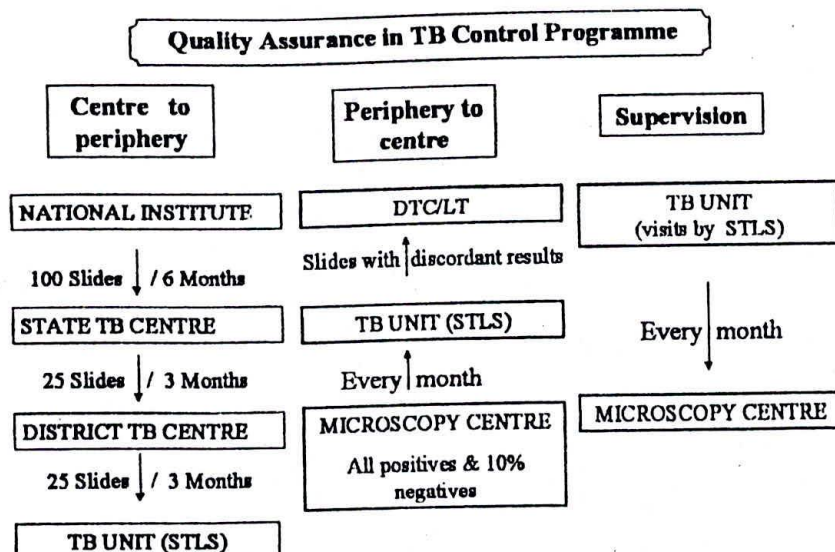 Quality Assurance in TB Control Programme
Centre to
periphery
NATIONAL INSTITUTE
100 Slides / 6 Months
STATE TB CENTRE
25 Slides / 3 Months
DISTRICT TB CENTRE
25 Slides / 3 Months
TB UNIT (STLS)
Periphery to
centre
DTC/LT
Slides with discordant results
TB UNIT (STLS)
Every month
MICROSCOPY CENTRE
All positives & 10%
negatives
Supervision
TB UNIT
(visits by STLS)
Every month
MICROSCOPY CENTRE